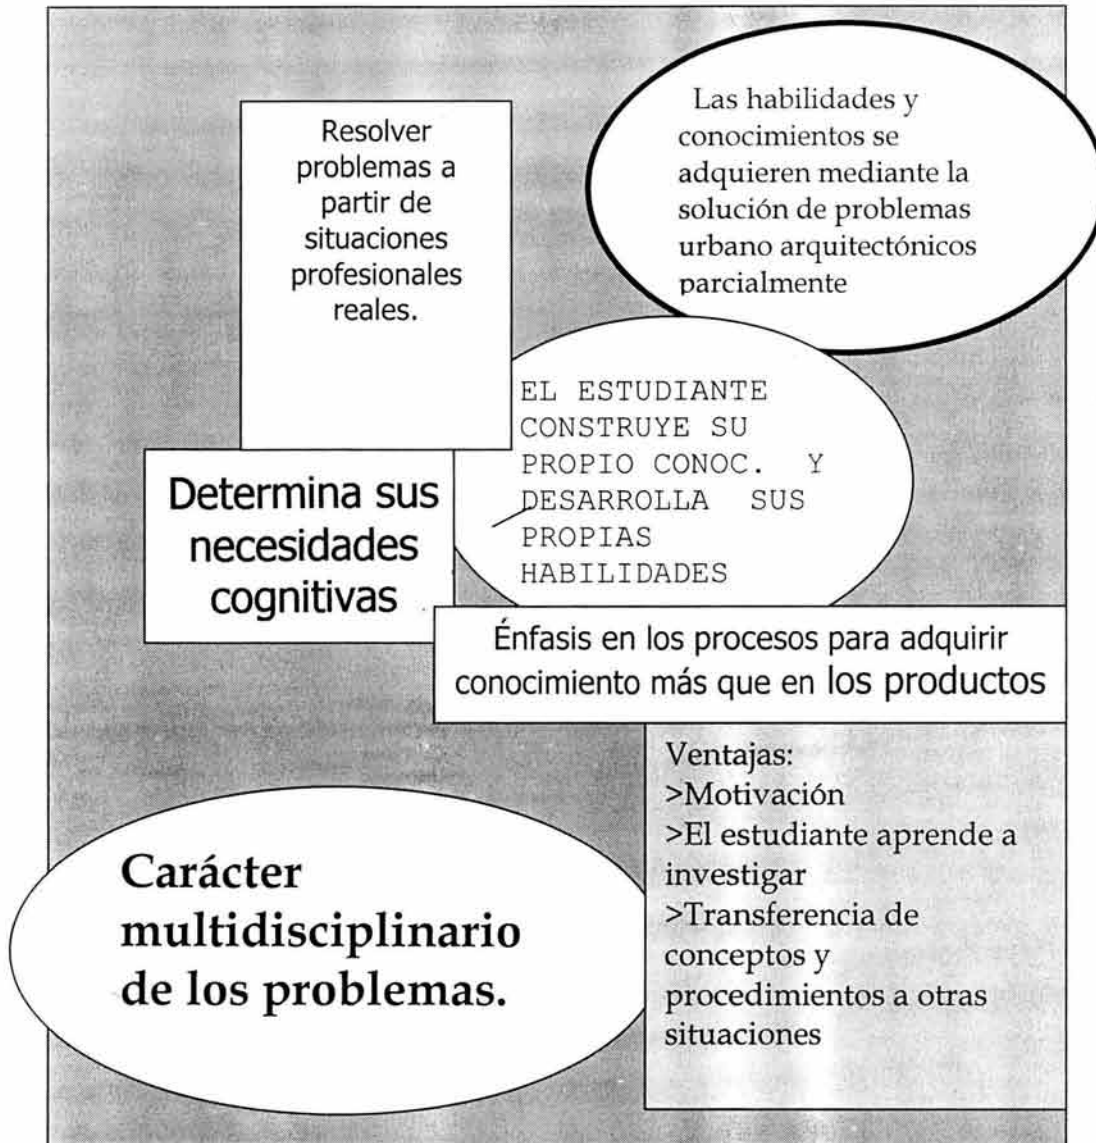 Resolver
problemas a
partir de
situaciones
profesionales
reales.
Las habilidades y
conocimientos se
adquieren mediante la
solución de problemas
urbano arquitectónicos
parcialmente
EL ESTUDIANTE
CONSTRUYE SU
PROPIO CONOC. Y
DESARROLLA SUS
PROPIAS
HABILIDADES
Determina sus
necesidades
cognitivas
Énfasis en los procesos para adquirir
conocimiento más que en los productos
Ventajas:
>Motivación
>El estudiante aprende a
investigar
>Transferencia de
conceptos y
procedimientos a otras
situaciones
Carácter
multidisciplinario
de los problemas.